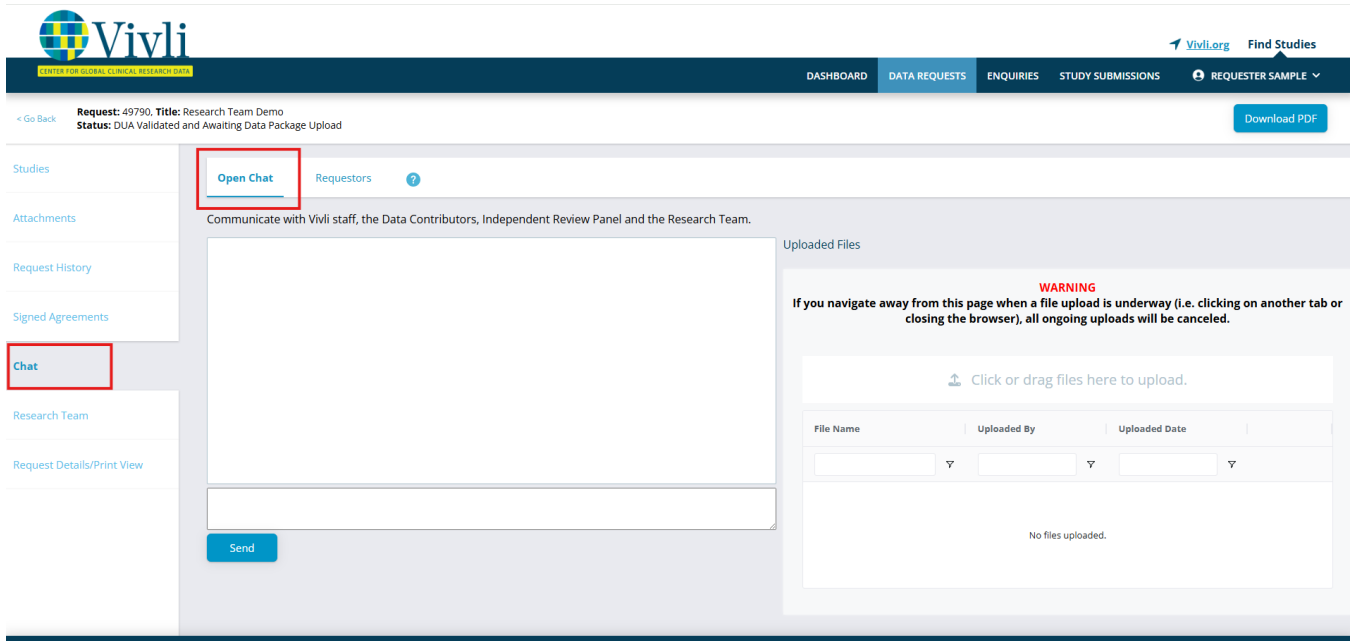 Vivli
CENTER FOR GLOBAL CLINICAL RESEARCH DATA
Vivli.org Find Studies
DASHBOARD DATA REQUESTS ENQUIRIES STUDY SUBMISSIONS REQUESTER SAMPLE
< Go Back
Request: 49790, Title: Research Team Demo
Status: DUA Validated and Awaiting Data Package Upload
Download PDF
Studies
Attachments
Request History
Signed Agreements
Chat
Research Team
Request Details/Print View
Open Chat Requestors ?
Communicate with Vivli staff, the Data Contributors, Independent Review Panel and the Research Team.
Send
Uploaded Files
WARNING
If you navigate away from this page when a file upload is underway (i.e. clicking on another tab or
closing the browser), all ongoing uploads will be canceled.
Click or drag files here to upload.
File Name Uploaded By Uploaded Date
No files uploaded.